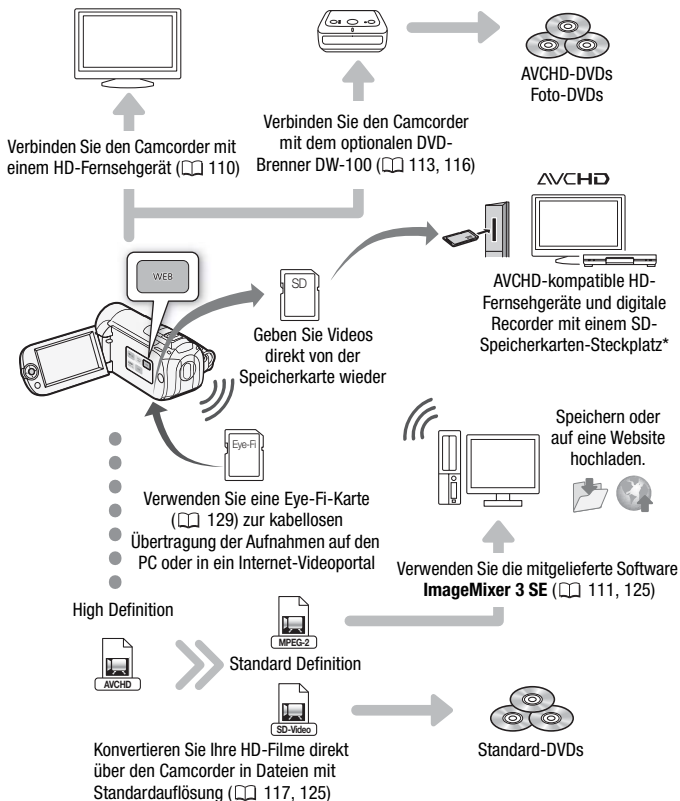 AVCHD-DVDs
Foto-DVDs
Verbinden Sie den Camcorder mit
einem HD-Fernsehgerät (📖 110)
Verbinden Sie den Camcorder
mit dem optionalen DVD-
Brenner DW-100 (📖 113, 116)
AVCHD
WEB
SD
AVCHD-kompatible HD-
Fernsehgeräte und digitale
Recorder mit einem SD-
Speicherkarten-Steckplatz*
Geben Sie Videos
direkt von der
Speicherkarte wieder
Eye-Fi
Speichern oder
auf eine Website
hochladen.
Verwenden Sie eine Eye-Fi-Karte
(📖 129) zur kabellosen
Übertragung der Aufnahmen auf den
PC oder in ein Internet-Videoportal
Verwenden Sie die mitgelieferte Software
ImageMixer 3 SE (📖 111, 125)
High Definition
AVCHD
MPEG-2
Standard Definition
SD-Video
Standard-DVDs
Konvertieren Sie Ihre HD-Filme direkt
über den Camcorder in Dateien mit
Standardauflösung (📖 117, 125)